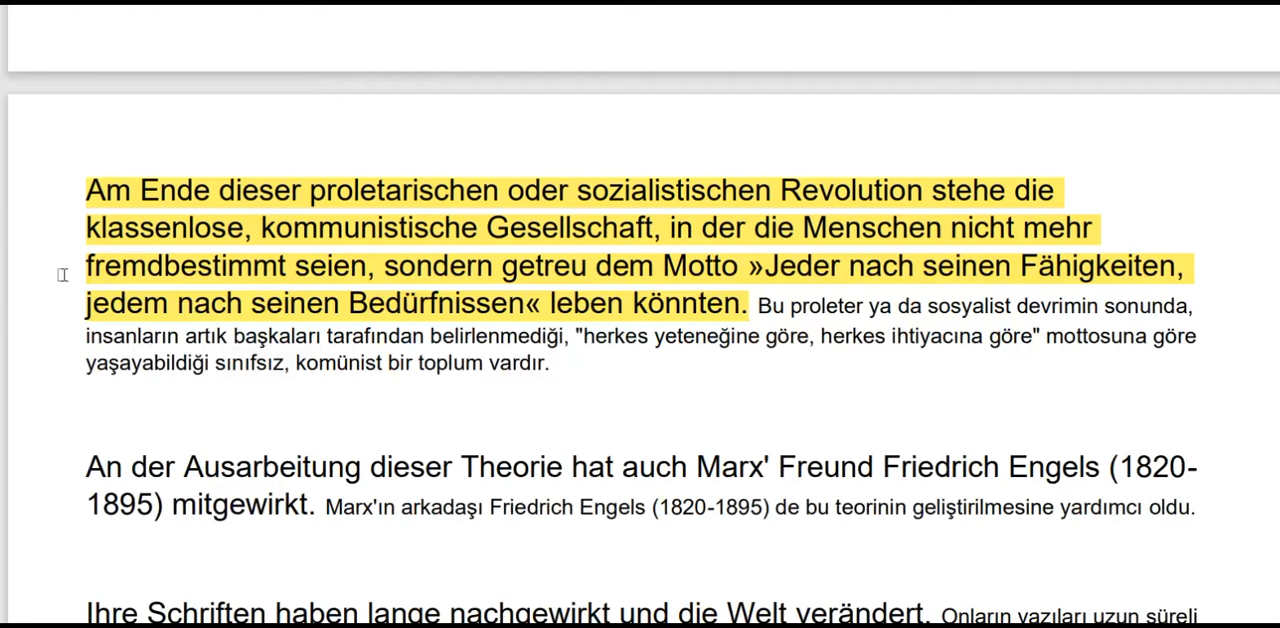 Am Ende dieser proletarischen oder sozialistischen Revolution stehe die
klassenlose, kommunistische Gesellschaft, in der die Menschen nicht mehr
fremdbestimmt seien, sondern getreu dem Motto »Jeder nach seinen Fähigkeiten,
jedem nach seinen Bedürfnissen« leben könnten. Bu proleter ya da sosyalist devrimin sonunda,
insanların artık başkaları tarafından belirlenmediği, "herkes yeteneğine göre, herkes ihtiyacına göre" mottosuna göre
yaşayabildiği sınıfsız, komünist bir toplum vardır.
An der Ausarbeitung dieser Theorie hat auch Marx' Freund Friedrich Engels (1820-
1895) mitgewirkt. Marx'ın arkadaşı Friedrich Engels (1820-1895) de bu teorinin geliştirilmesine yardımcı oldu.
Ihre Schriften haben lange nachgewirkt und die Welt verändert. Onların yazıları uzun süreli